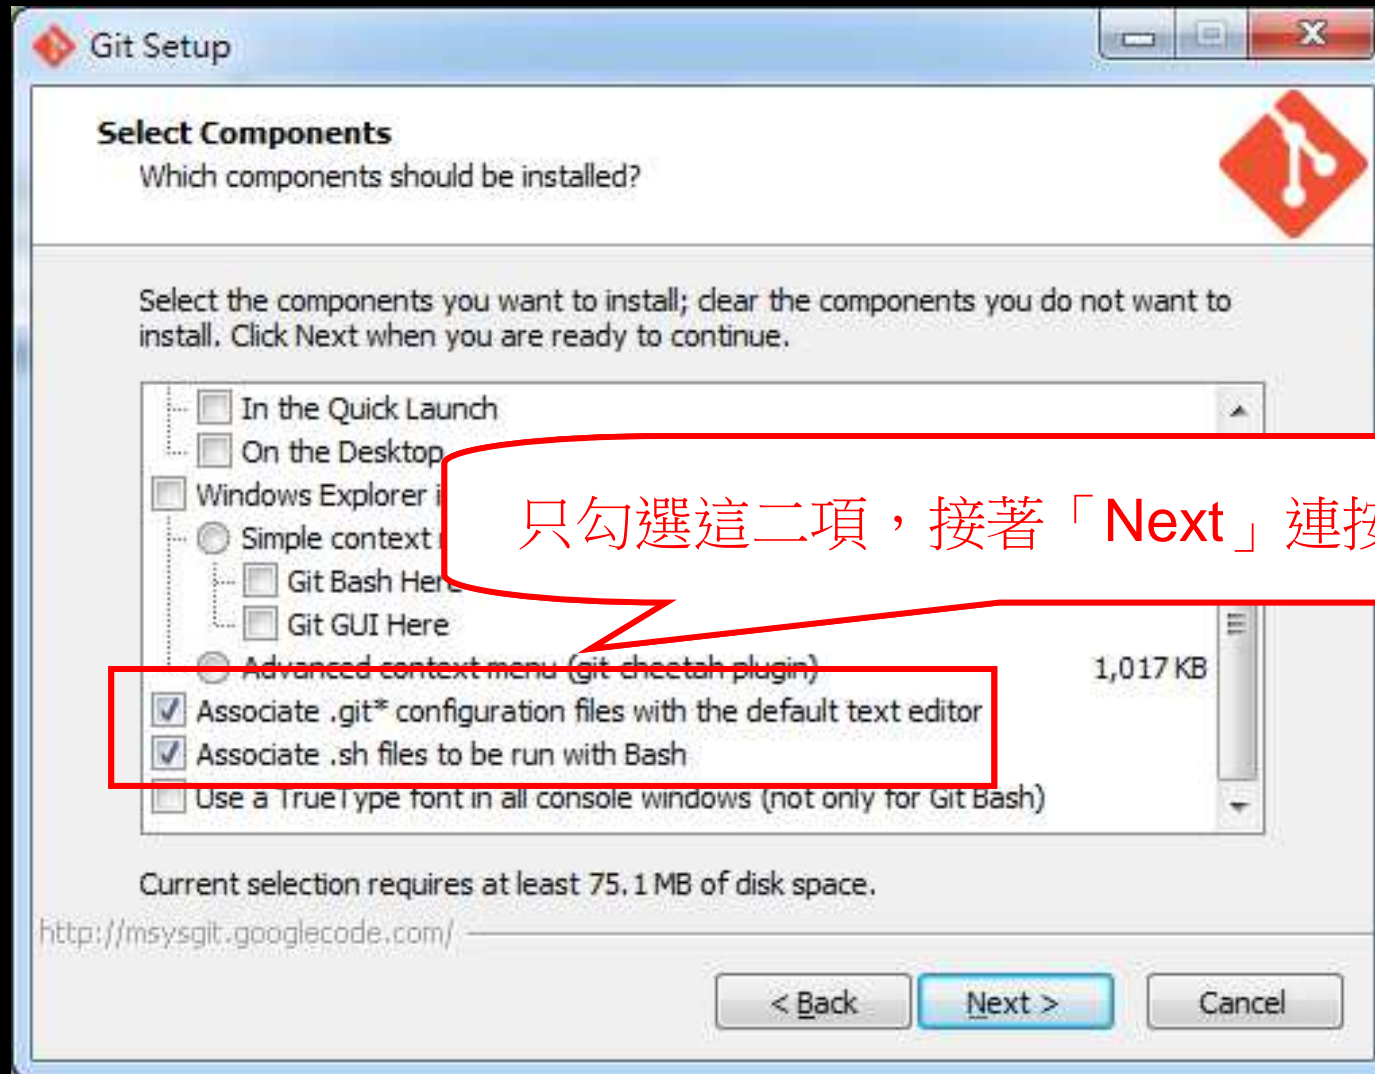 Git Setup
Select Components
Which components should be installed?
Select the components you want to install; clear the components you do not want to
install. Click Next when you are ready to continue.
In the Quick Launch
On the Desktop
Windows Explorer
只勾選這二項，接著「Next」連按
Simple context
Git Bash Here
Git GUI Here
Advanced context menu (git-cheetah plugin) 1,017 KB
Associate .git* configuration files with the default text editor
Associate .sh files to be run with Bash
Use a TrueType font in all console windows (not only for Git Bash)
Current selection requires at least 75.1 MB of disk space.
http://msysgit.googlecode.com/
< Back Next > Cancel